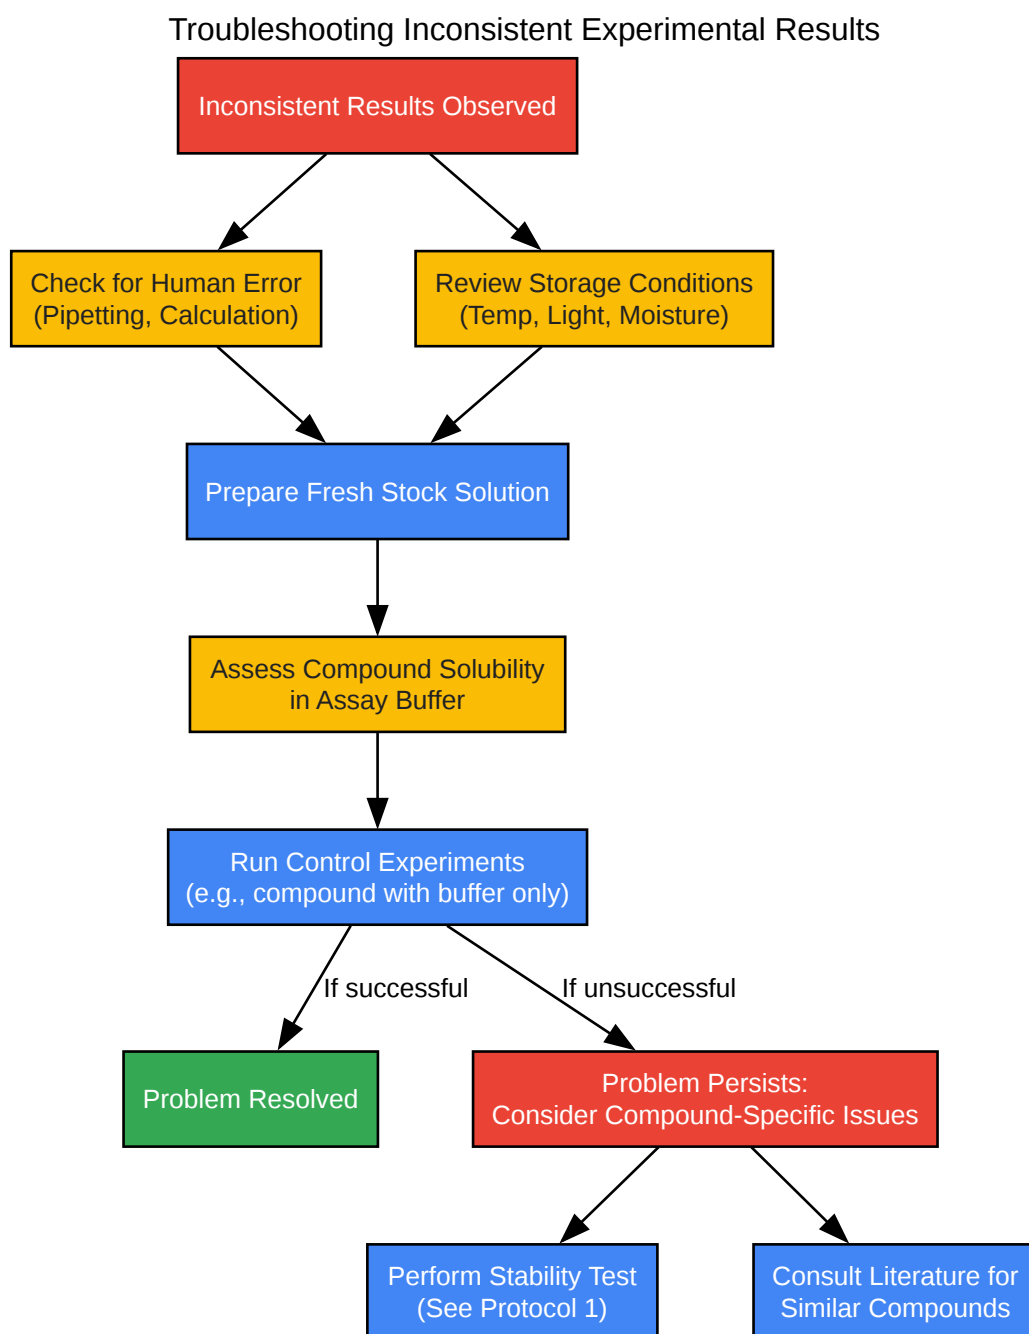 Troubleshooting Inconsistent Experimental Results
Inconsistent Results Observed
Check for Human Error
(Pipetting, Calculation)
Review Storage Conditions
(Temp, Light, Moisture)
Prepare Fresh Stock Solution
Assess Compound Solubility
in Assay Buffer
Run Control Experiments
(e.g., compound with buffer only)
If successful
If unsuccessful
Problem Resolved
Problem Persists:
Consider Compound-Specific Issues
Perform Stability Test
(See Protocol 1)
Consult Literature for
Similar Compounds